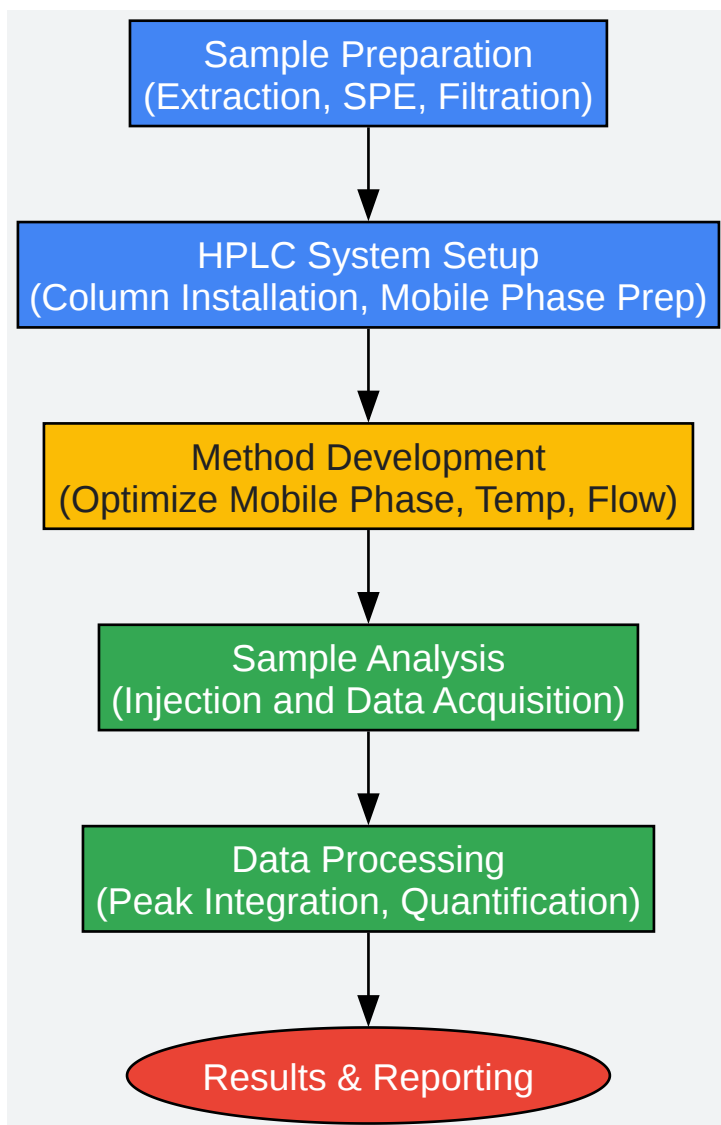 Sample Preparation
(Extraction, SPE, Filtration)
HPLC System Setup
(Column Installation, Mobile Phase Prep)
Method Development
(Optimize Mobile Phase, Temp, Flow)
Sample Analysis
(Injection and Data Acquisition)
Data Processing
(Peak Integration, Quantification)
Results & Reporting